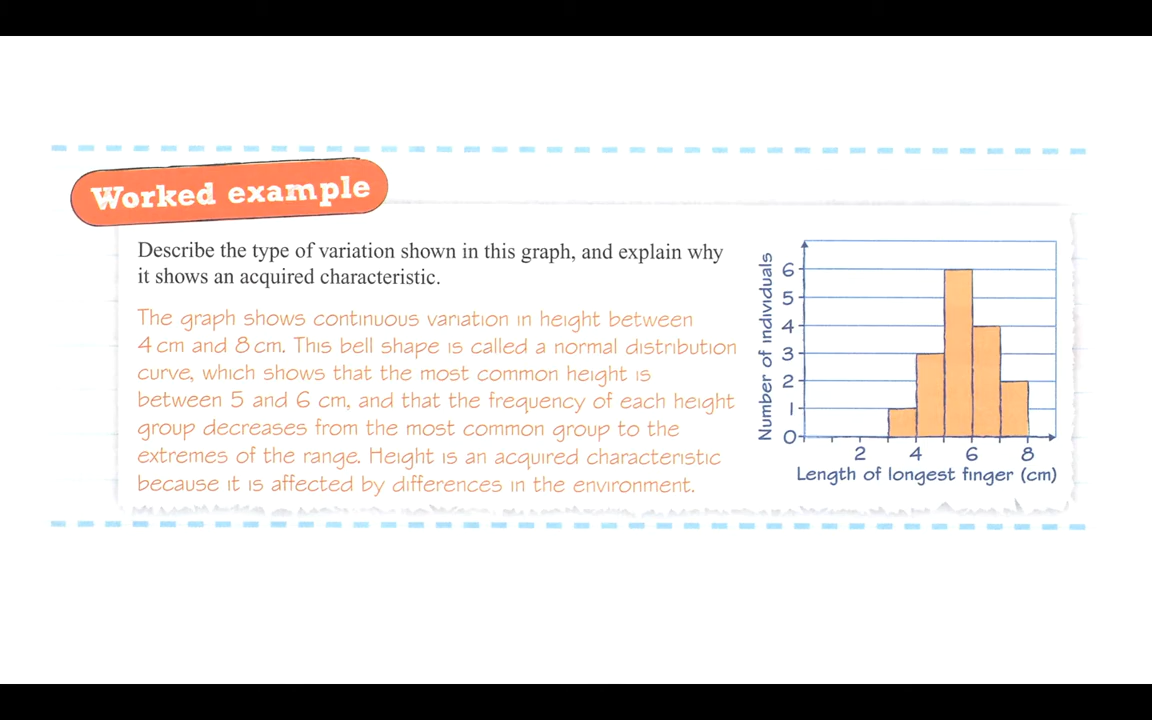 Worked example
Describe the type of variation shown in this graph, and explain why
it shows an acquired characteristic.
The graph shows continuous variation in height between
4 cm and 8 cm. This bell shape is called a normal distribution
curve, which shows that the most common height is
between 5 and 6 cm, and that the frequency of each height
group decreases from the most common group to the
extremes of the range. Height is an acquired characteristic
because it is affected by differences in the environment.
Number of individuals
6
5
4
3
2
1
0
2 4 6 8
Length of longest finger (cm)